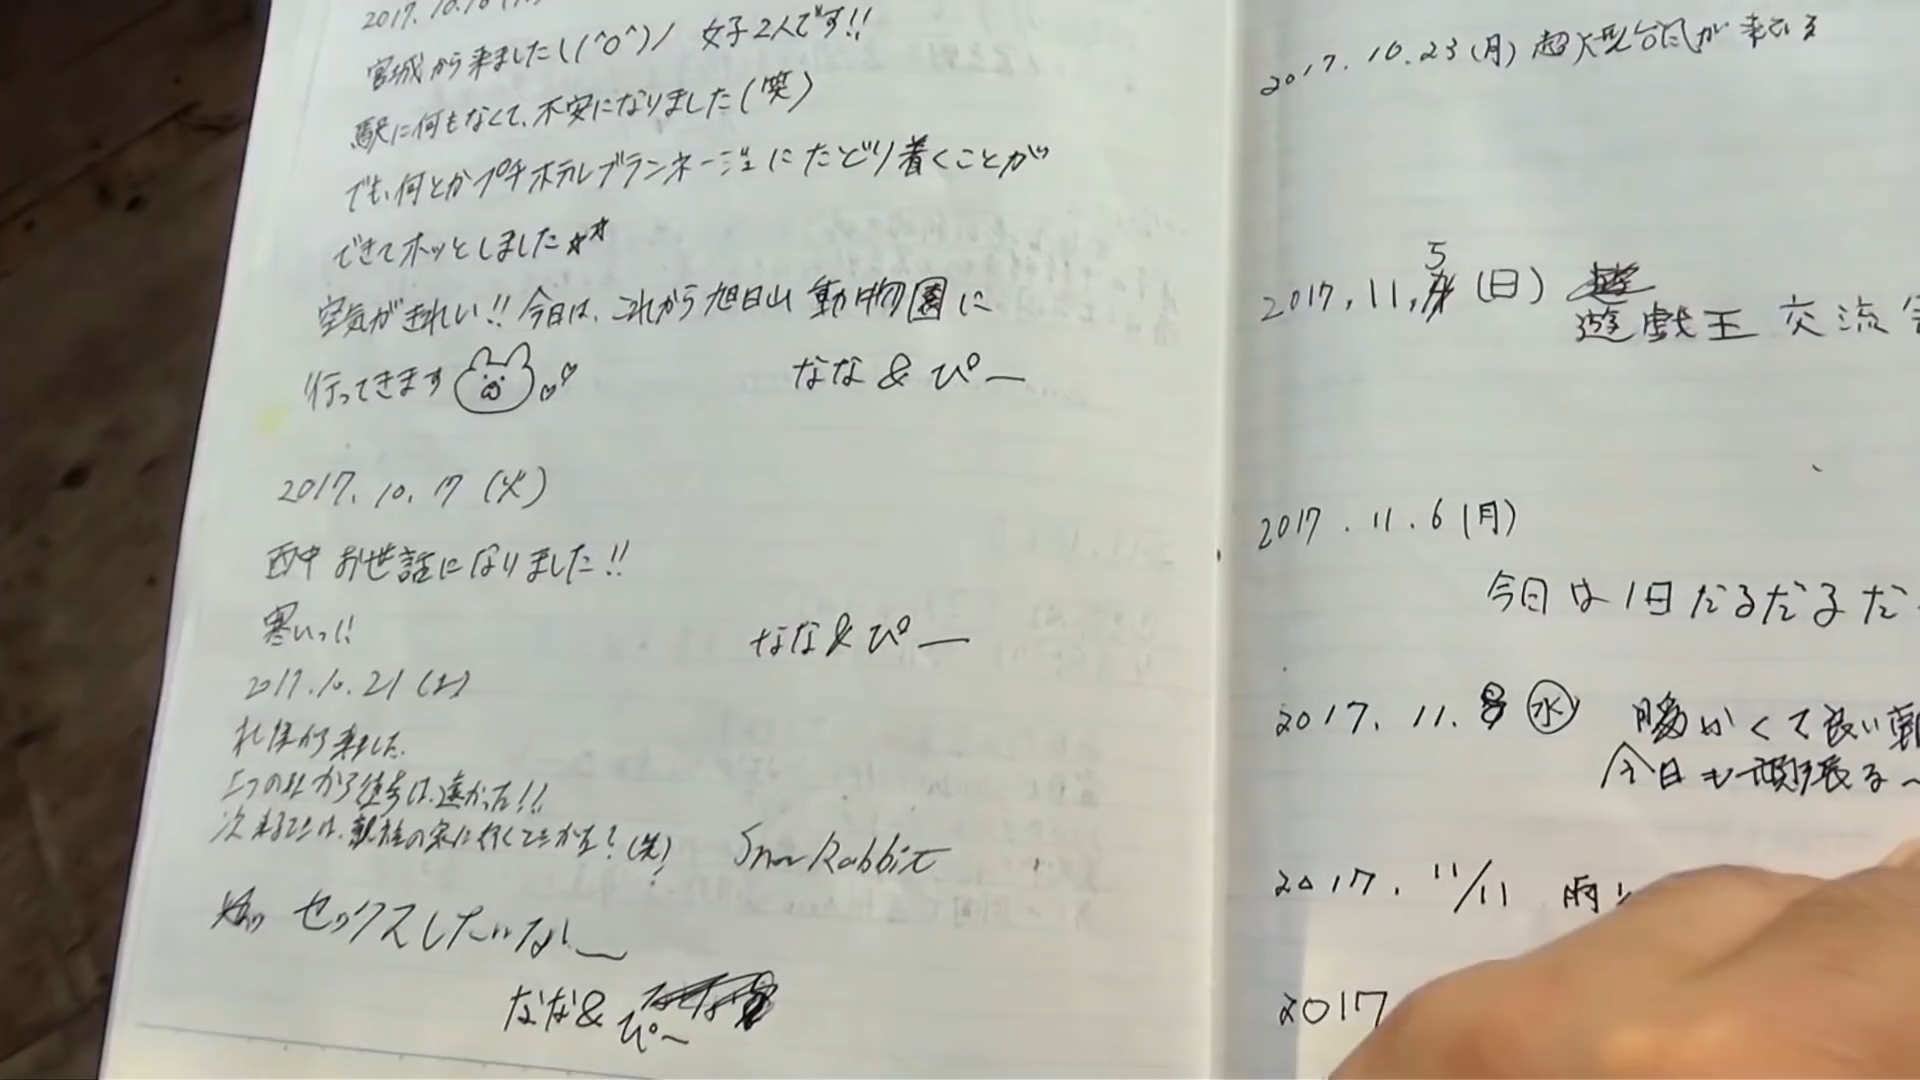 2017.10.16
宮城から来ました\(^o^)/ 女子2人です!!
駅に何もなくて、不安になりました(笑)
でも、何とかプチホテルブランネージュにたどり着くことが
できてホッとしました☆☆
空気がきれい!! 今日は、これから旭山動物園に
行ってきます
なな&ぴー
2017.10.17 (火)
お世話になりました!!
寒いっ!!
なな&ぴー
2017.10.21 (土)
札幌から来ました.
は、遠かった!!
(笑)
Snow Rabbit
セックスしたいなぁ〜
なな&
ぴ〜
2017.10.23(月) 超大型台風が来てる
2017.11.5 (日)
遊戯王 交流
2017.11.6(月)
今日は1日だるだるだ
2017.11.8 水 暖かくて良い朝
今日も頑張る〜
2017. 11/11 雨
2017